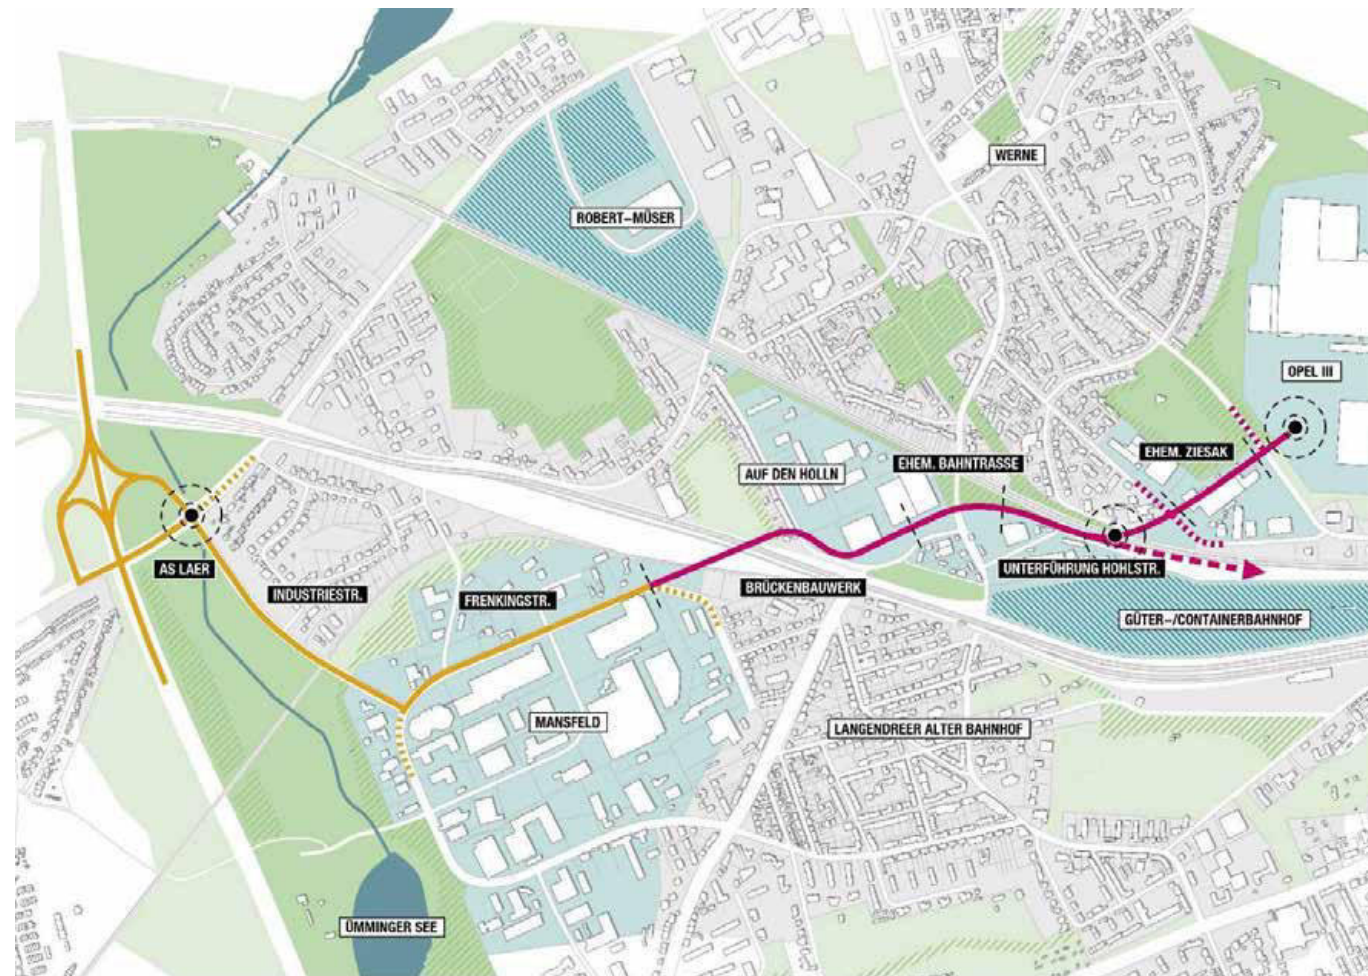 WERNE
ROBERT–MÜSER
OPEL III
EHEM. ZIESAK
EHEM. BAHNTRASSE
AUF DEN HOLLN
AS LAER
UNTERFÜHRUNG HOHLSTR.
BRÜCKENBAUWERK
INDUSTRIESTR.
FRENKINGSTR.
GÜTER–/CONTAINERBAHNHOF
MANSFELD
LANGENDREER ALTER BAHNHOF
ÜMMINGER SEE